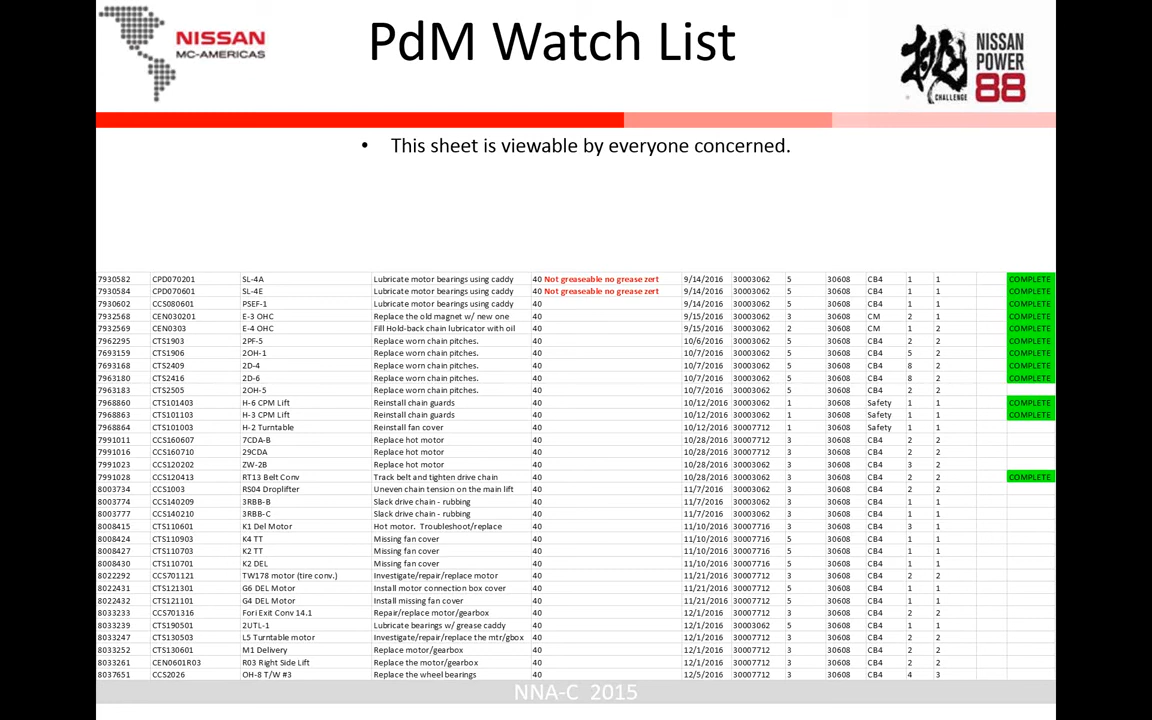 NISSAN
MC-AMERICAS
PdM Watch List
挑
CHALLENGE
NISSAN
POWER
88
• This sheet is viewable by everyone concerned.
7930582 CPD070201 SL-4A Lubricate motor bearings using caddy 40 Not greaseable no grease zert 9/14/2016 30003062 5 30608 CB4 1 1 COMPLETE
7930584 CPD070601 SL-4E Lubricate motor bearings using caddy 40 Not greaseable no grease zert 9/14/2016 30003062 5 30608 CB4 1 1 COMPLETE
7930602 CCS080601 PSEF-1 Lubricate motor bearings using caddy 40 9/14/2016 30003062 5 30608 CB4 1 1 COMPLETE
7932568 CEN030201 E-3 OHC Replace the old magnet w/ new one 40 9/15/2016 30003062 3 30608 CM 2 1 COMPLETE
7932569 CEN0303 E-4 OHC Fill Hold-back chain lubricator with oil 40 9/15/2016 30003062 2 30608 CM 1 2 COMPLETE
7962295 CTS1903 2PF-5 Replace worn chain pitches. 40 10/6/2016 30003062 5 30608 CB4 2 2 COMPLETE
7693159 CTS1906 2OH-1 Replace worn chain pitches. 40 10/7/2016 30003062 5 30608 CB4 5 2 COMPLETE
7693168 CTS2409 2D-4 Replace worn chain pitches. 40 10/7/2016 30003062 5 30608 CB4 8 2 COMPLETE
7963180 CTS2416 2D-6 Replace worn chain pitches. 40 10/7/2016 30003062 5 30608 CB4 8 2 COMPLETE
7963183 CTS2505 2OH-5 Replace worn chain pitches. 40 10/7/2016 30003062 5 30608 CB4 2 2
7968860 CTS101403 H-6 CPM Lift Reinstall chain guards 40 10/12/2016 30003062 1 30608 Safety 1 1 COMPLETE
7968863 CTS101103 H-3 CPM Lift Reinstall chain guards 40 10/12/2016 30003062 1 30608 Safety 1 1 COMPLETE
7968864 CTS101003 H-2 Turntable Reinstall fan cover 40 10/12/2016 30007712 1 30608 Safety 1 1
7991011 CCS160607 7CDA-B Replace hot motor 40 10/28/2016 30007712 3 30608 CB4 2 2
7991016 CCS160710 29CDA Replace hot motor 40 10/28/2016 30007712 3 30608 CB4 2 2
7991023 CCS120202 ZW-2B Replace hot motor 40 10/28/2016 30003062 3 30608 CB4 3 2
7991028 CCS120413 RT13 Belt Conv Track belt and tighten drive chain 40 10/28/2016 30003062 3 30608 CB4 2 2 COMPLETE
8003734 CCS1003 RS04 Droplifter Uneven chain tension on the main lift 40 11/7/2016 30003062 3 30608 CB4 2 2
8003774 CCS140209 3RBB-B Slack drive chain - rubbing 40 11/7/2016 30003062 3 30608 CB4 1 1
8003777 CCS140210 3RBB-C Slack drive chain - rubbing 40 11/7/2016 30003062 3 30608 CB4 1 1
8008415 CTS110601 K1 Del Motor Hot motor. Troubleshoot/replace 40 11/10/2016 30007716 3 30608 CB4 3 1
8008424 CTS110903 K4 TT Missing fan cover 40 11/10/2016 30007716 5 30608 CB4 1 1
8008427 CTS110703 K2 TT Missing fan cover 40 11/10/2016 30007716 5 30608 CB4 1 1
8008430 CTS110701 K2 DEL Missing fan cover 40 11/10/2016 30007716 5 30608 CB4 1 1
8022292 CCS701121 TW178 motor (tire conv.) Investigate/repair/replace motor 40 11/21/2016 30007712 3 30608 CB4 2 2
8022431 CTS121301 G6 DEL Motor Install motor connection box cover 40 11/21/2016 30007712 5 30608 CB4 1 1
8022432 CTS121101 G4 DEL Motor Install missing fan cover 40 11/21/2016 30007712 5 30608 CB4 1 1
8033233 CCS701316 Fori Exit Conv 14.1 Repair/replace motor/gearbox 40 12/1/2016 30007712 3 30608 CB4 2 2
8033239 CTS190501 2UTL-1 Lubricate bearings w/ grease caddy 40 12/1/2016 30003062 5 30608 CB4 1 1
8033247 CTS130503 L5 Turntable motor Investigate/repair/replace the mtr/gbox 40 12/1/2016 30007712 3 30608 CB4 2 2
8033252 CTS130601 M1 Delivery Replace motor/gearbox 40 12/1/2016 30007712 3 30608 CB4 2 2
8033261 CEN0601R03 R03 Right Side Lift Replace the motor/gearbox 40 12/1/2016 30007712 3 30608 CB4 2 2
8037651 CCS2026 OH-8 T/W #3 Replace the wheel bearings 40 12/5/2016 30007712 3 30608 CB4 4 3
NNA-C 2015